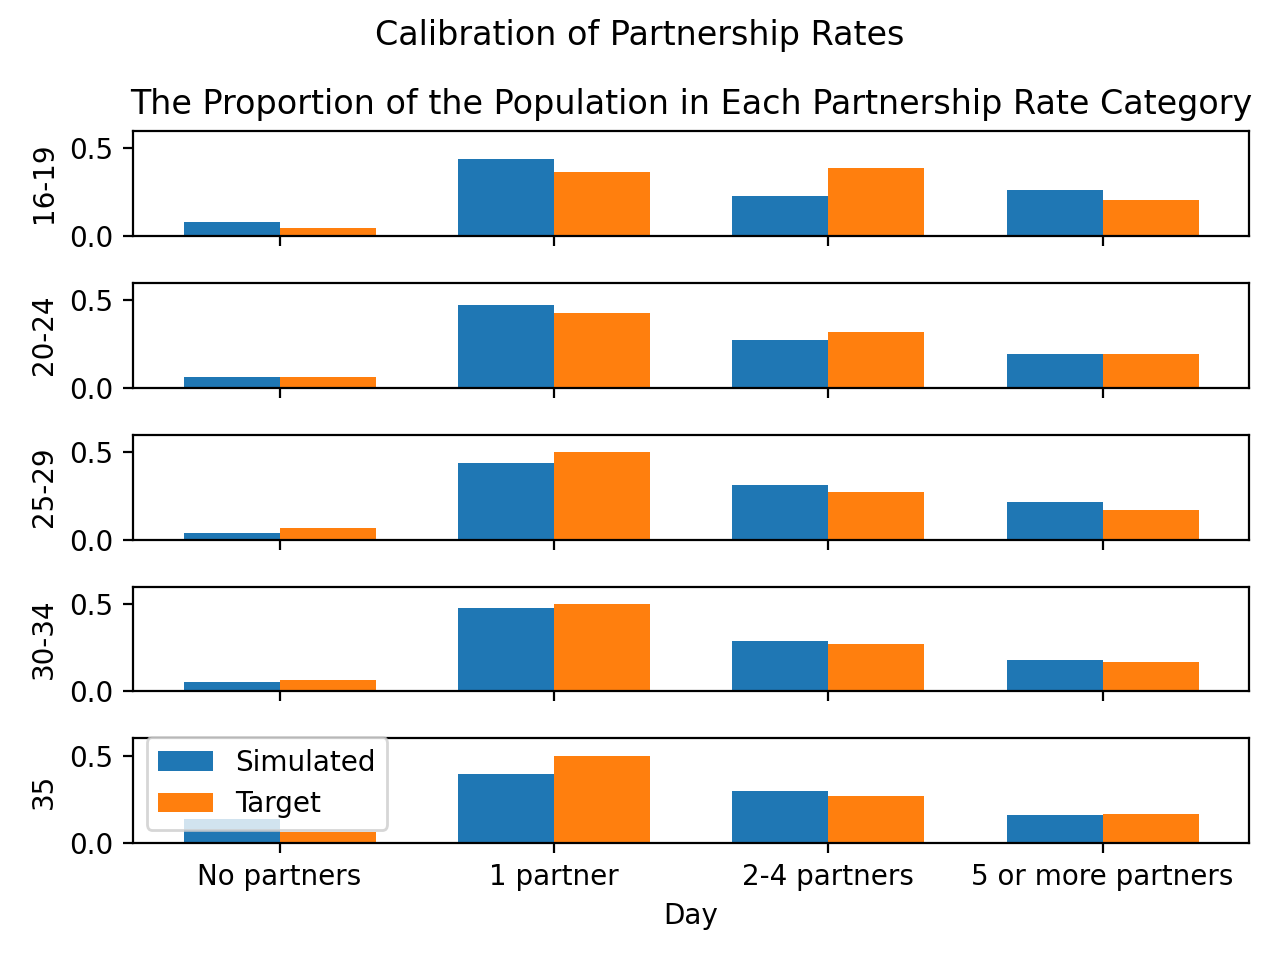 Calibration of Partnership Rates
The Proportion of the Population in Each Partnership Rate Category
0.5
0.0
16-19
0.5
0.0
20-24
0.5
0.0
25-29
0.5
0.0
30-34
0.5
0.0
35
Simulated
Target
No partners
1 partner
2-4 partners
5 or more partners
Day